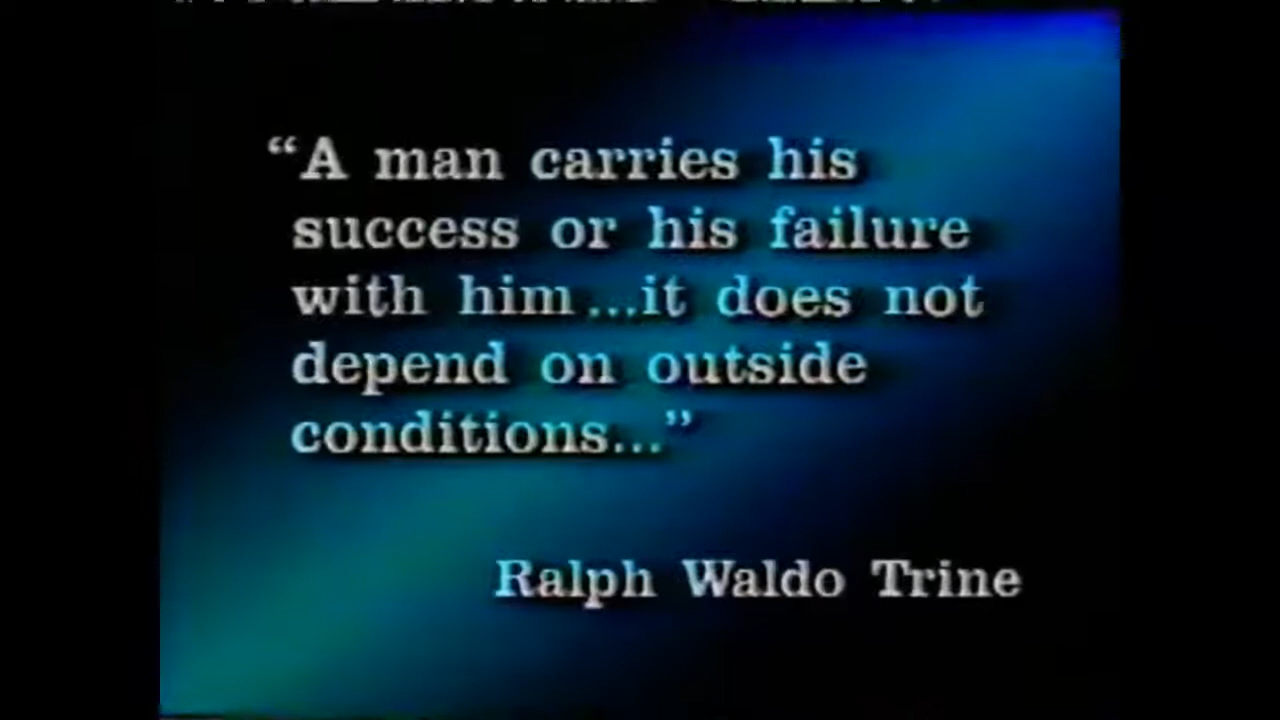 “A man carries his
success or his failure
with him...it does not
depend on outside
conditions...”
Ralph Waldo Trine